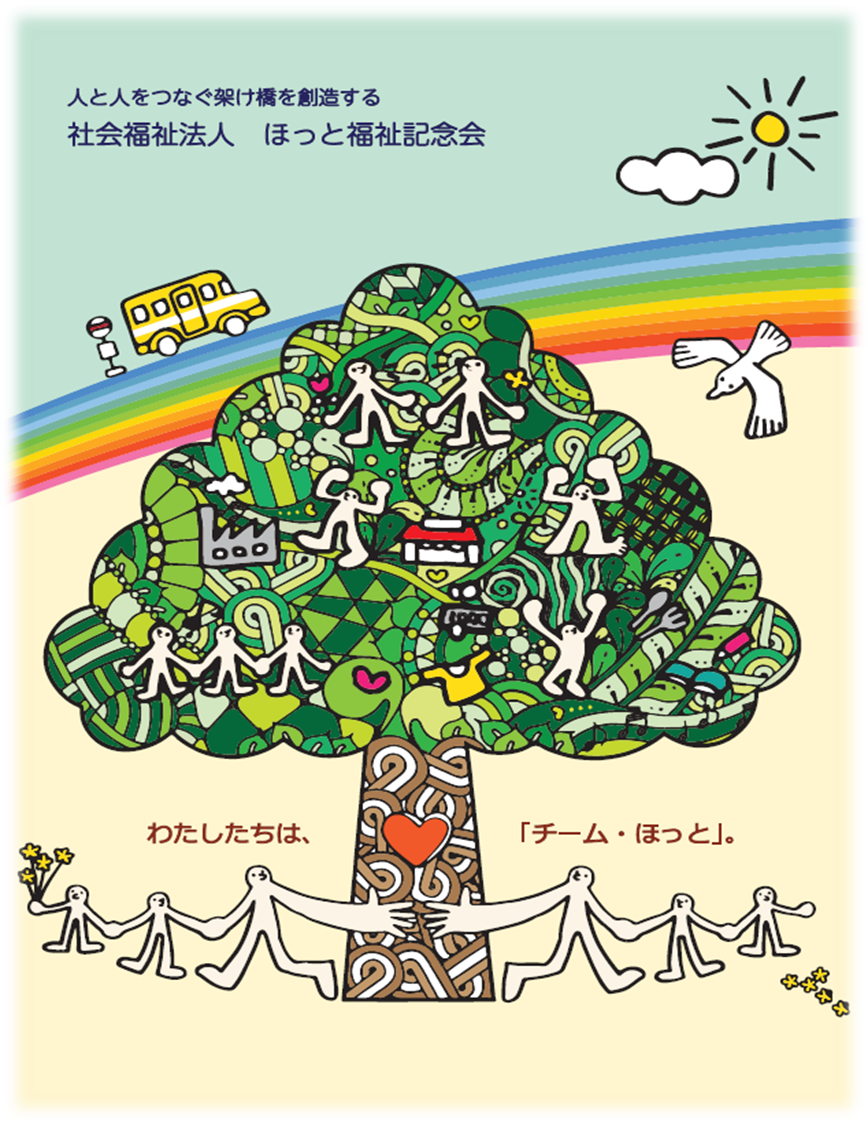 人と人をつなぐ架け橋を創造する
社会福祉法人　ほっと福祉記念会
わたしたちは、　「チーム・ほっと」。